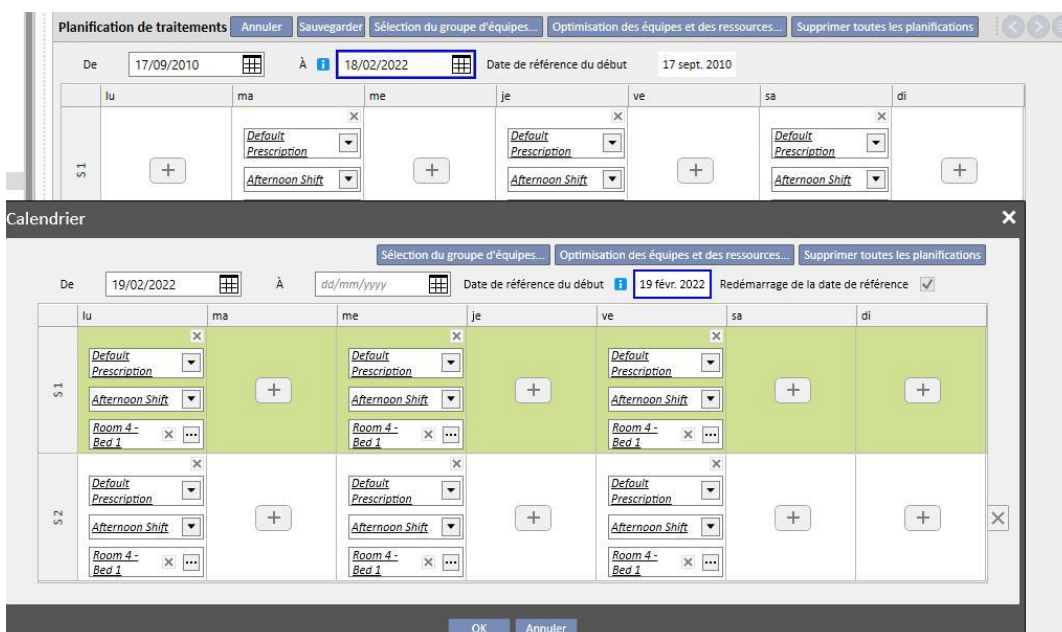 Planification de traitements Annuler Sauvegarder Sélection du groupe d'équipes... Optimisation des équipes et des ressources... Supprimer toutes les planifications
De 17/09/2010 À 18/02/2022 Date de référence du début 17 sept. 2010
lu ma me je ve sa di
S 1
Default Prescription Default Prescription Default Prescription
Afternoon Shift Afternoon Shift Afternoon Shift
Calendrier
Sélection du groupe d'équipes... Optimisation des équipes et des ressources... Supprimer toutes les planifications
De 19/02/2022 À dd/mm/yyyy Date de référence du début 19 févr. 2022 Redémarrage de la date de référence
lu ma me je ve sa di
S 1
Default Prescription Default Prescription Default Prescription
Afternoon Shift Afternoon Shift Afternoon Shift
Room 4 - Bed 1 Room 4 - Bed 1 Room 4 - Bed 1
S 2
Default Prescription Default Prescription Default Prescription
Afternoon Shift Afternoon Shift Afternoon Shift
Room 4 - Bed 1 Room 4 - Bed 1 Room 4 - Bed 1
OK Annuler